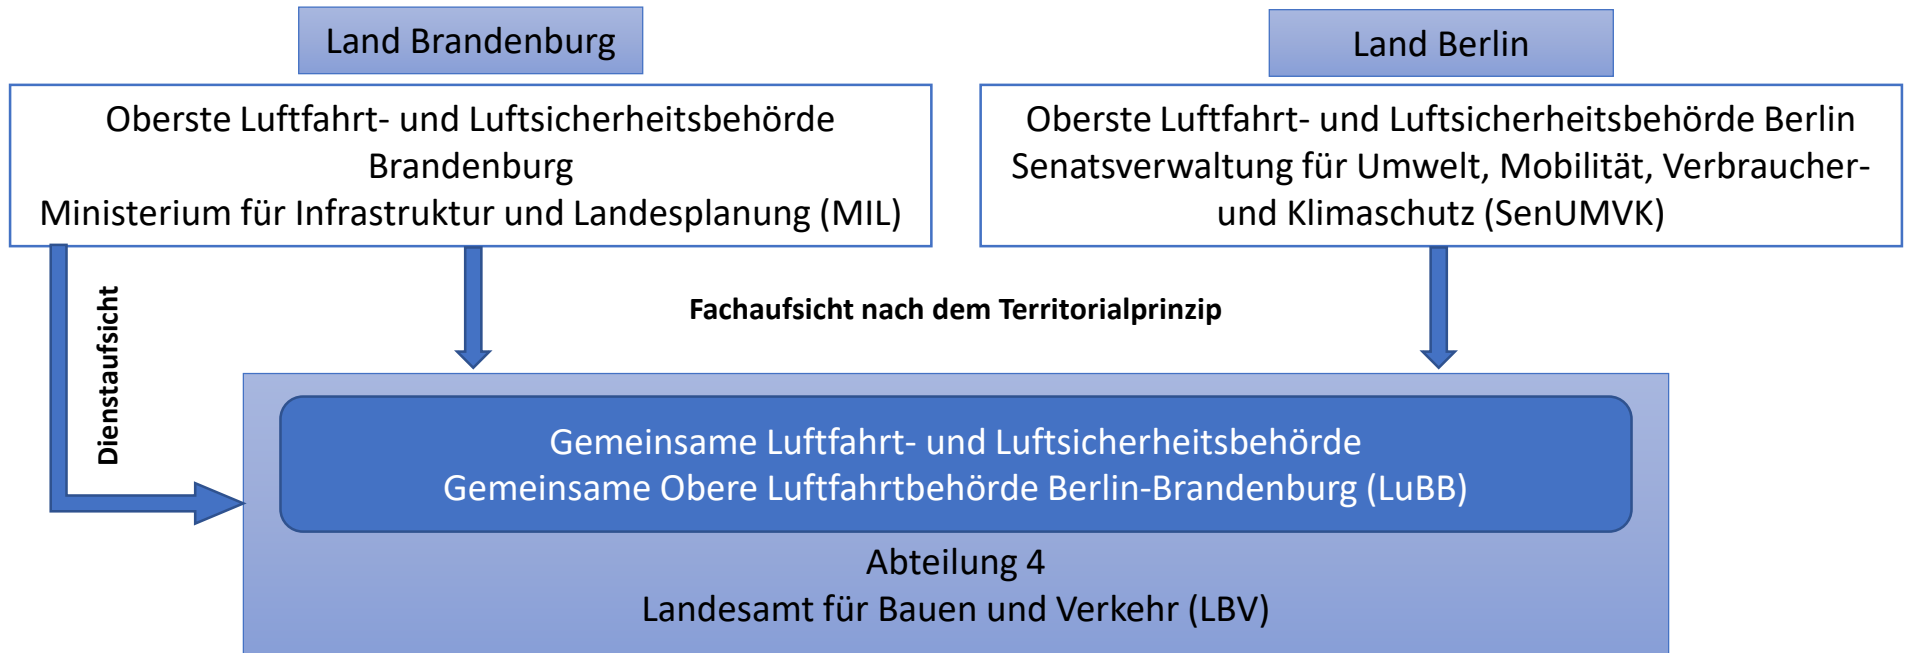 Land Brandenburg
Oberste Luftfahrt- und Luftsicherheitsbehörde
Brandenburg
Ministerium für Infrastruktur und Landesplanung (MIL)
Land Berlin
Oberste Luftfahrt- und Luftsicherheitsbehörde Berlin
Senatsverwaltung für Umwelt, Mobilität, Verbraucher-
und Klimaschutz (SenUMVK)
Dienstaufsicht
Fachaufsicht nach dem Territorialprinzip
Gemeinsame Luftfahrt- und Luftsicherheitsbehörde
Gemeinsame Obere Luftfahrtbehörde Berlin-Brandenburg (LuBB)
Abteilung 4
Landesamt für Bauen und Verkehr (LBV)